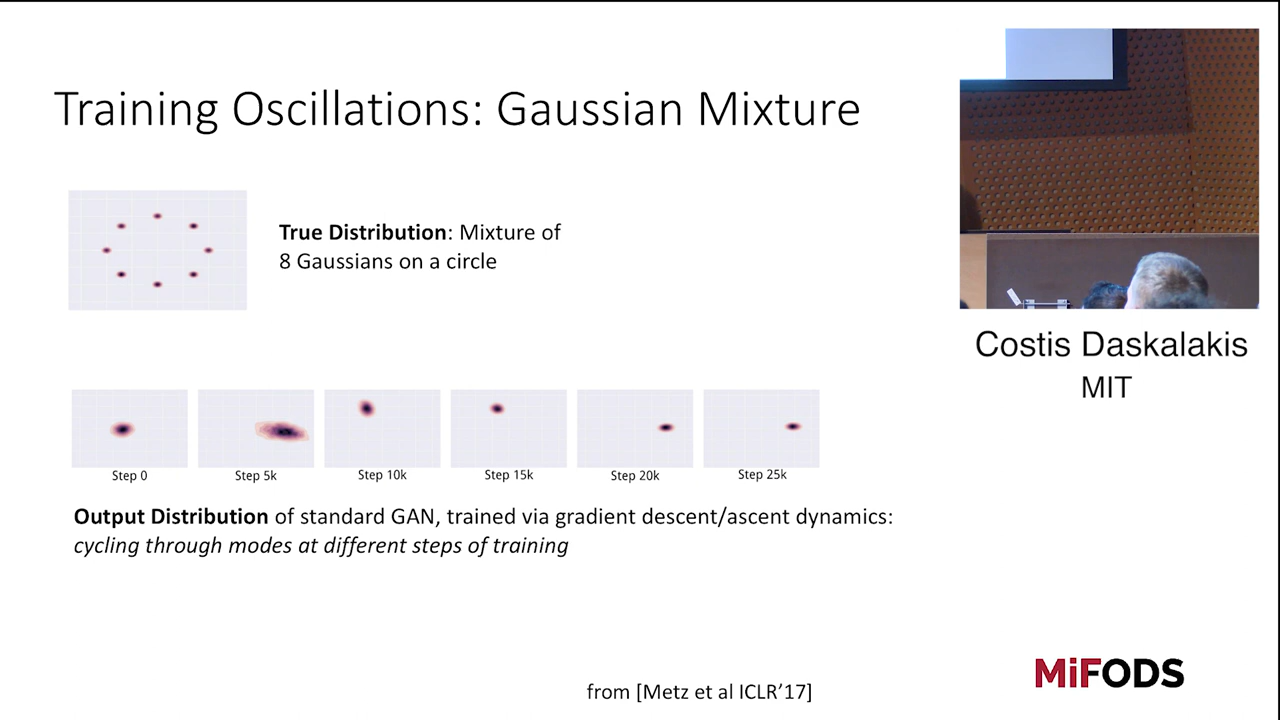 Training Oscillations: Gaussian Mixture
True Distribution: Mixture of
8 Gaussians on a circle
Step 0
Step 5k
Step 10k
Step 15k
Step 20k
Step 25k
Output Distribution of standard GAN, trained via gradient descent/ascent dynamics:
cycling through modes at different steps of training
from [Metz et al ICLR’17]
Costis Daskalakis
MIT
MiFODS